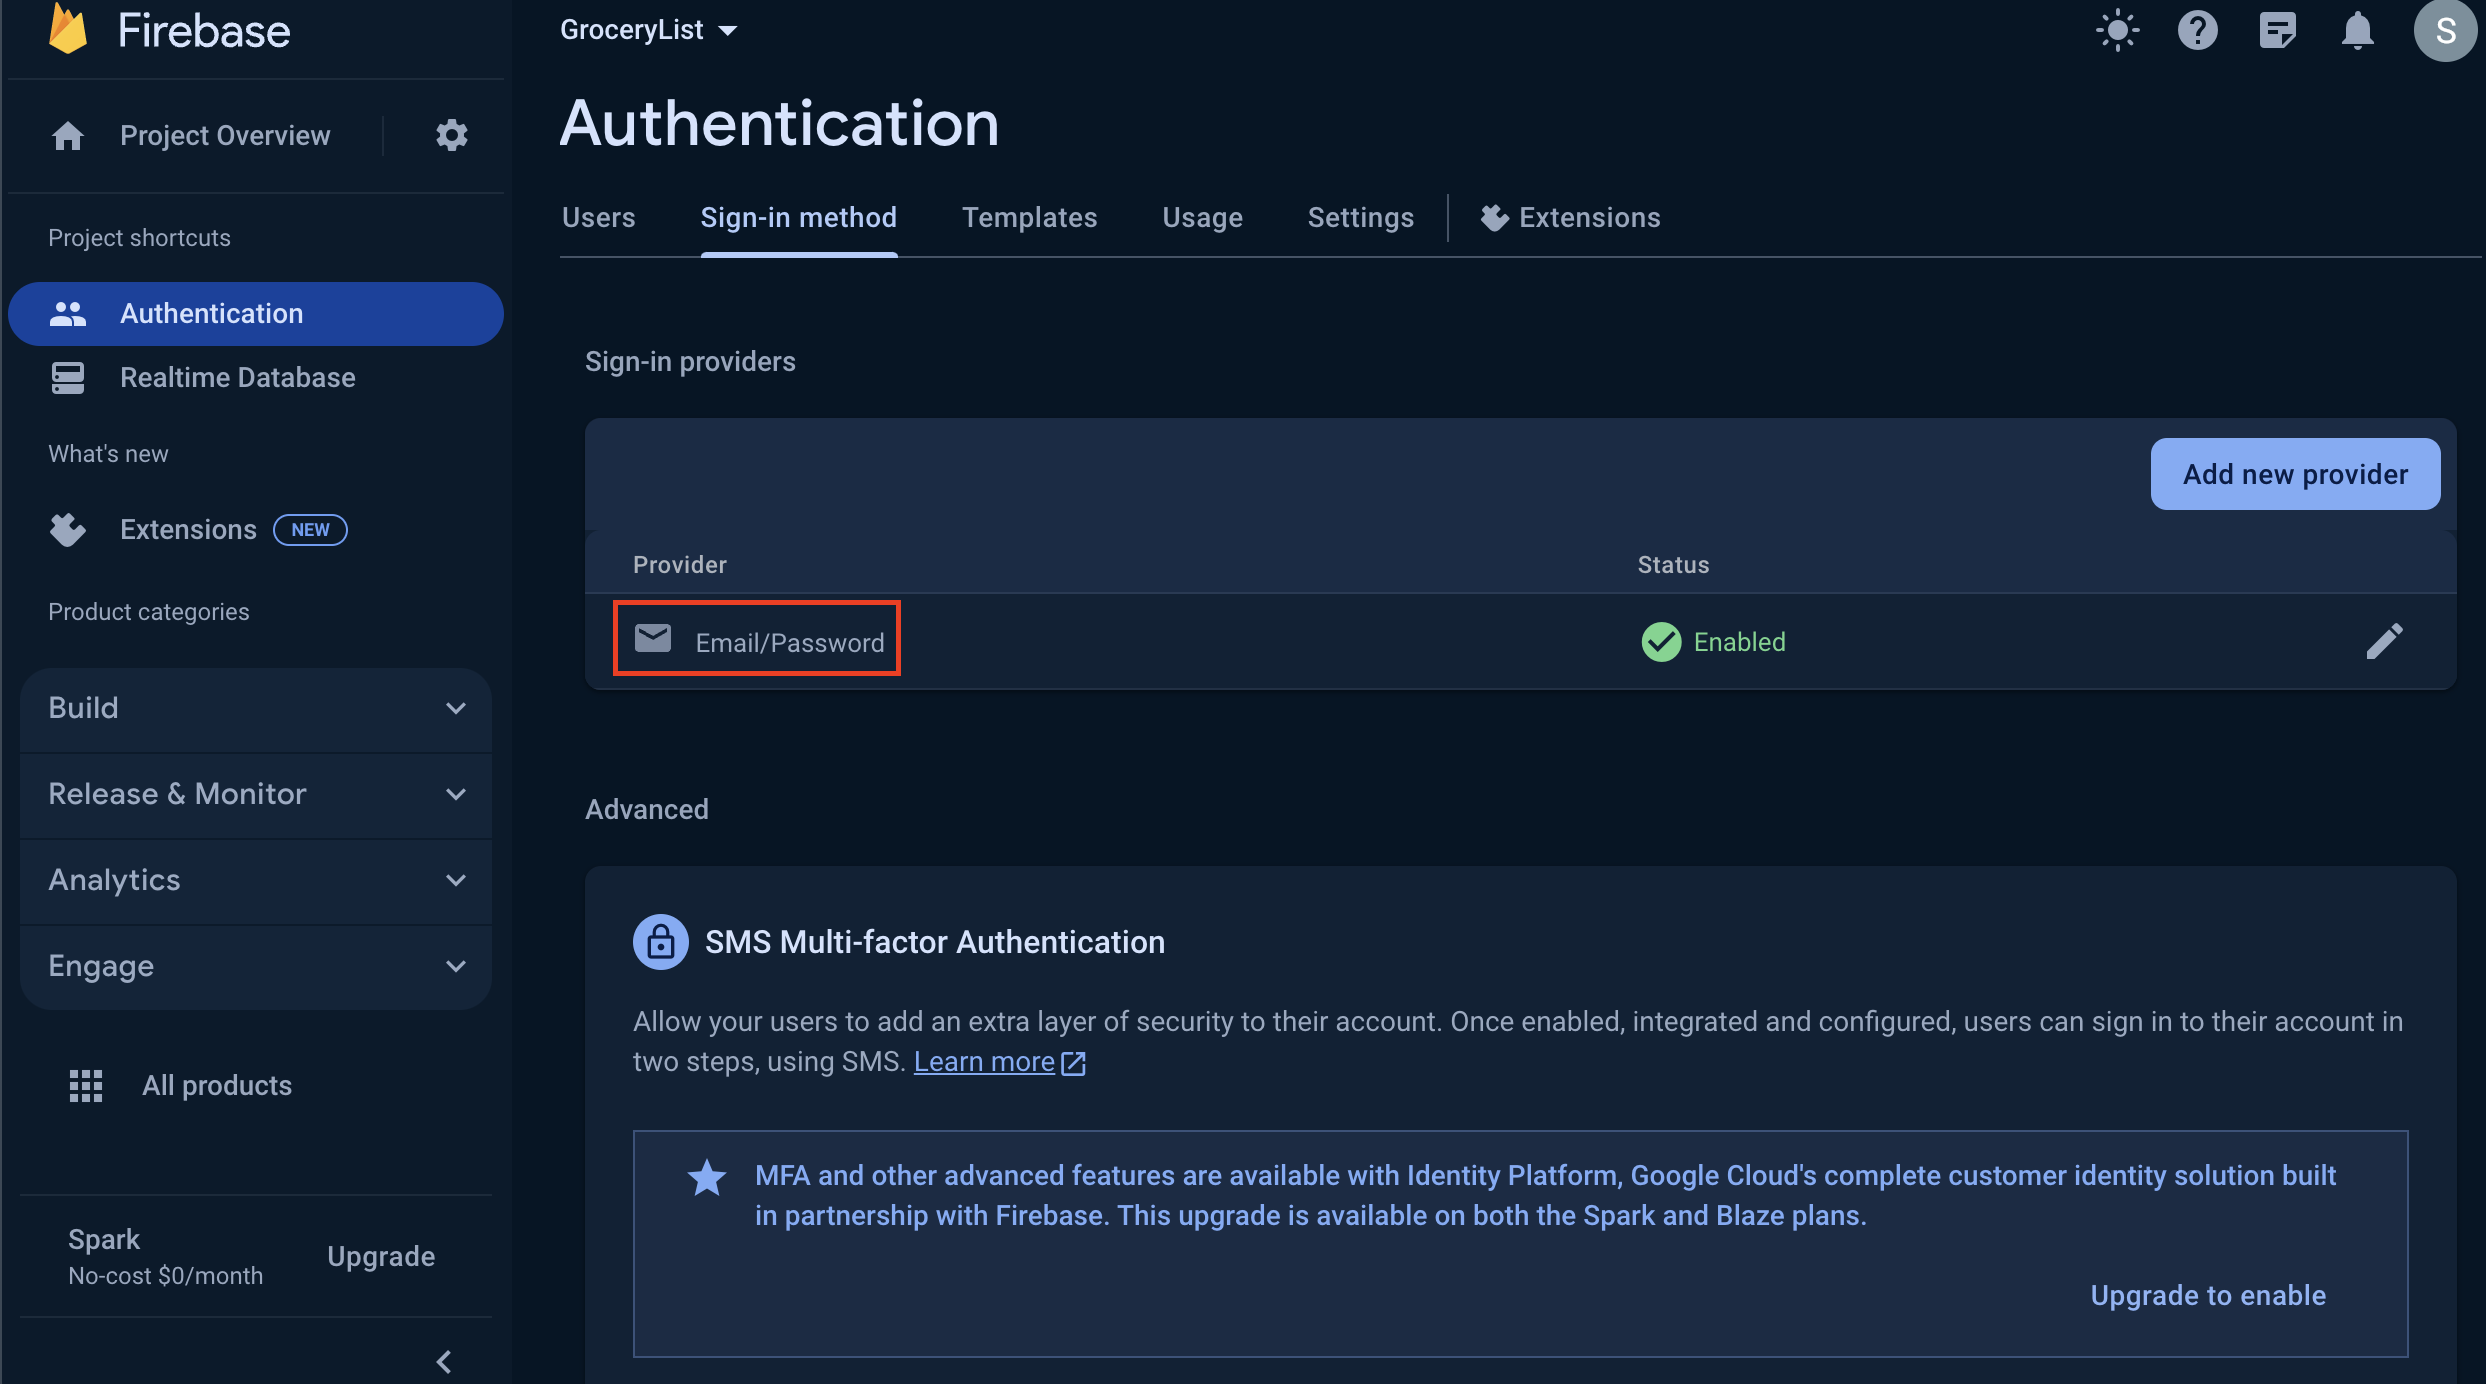 Firebase
GroceryList
S
Project Overview
Authentication
Users
Sign-in method
Templates
Usage
Settings
Extensions
Project shortcuts
Authentication
Realtime Database
What's new
Extensions
NEW
Product categories
Build
Release & Monitor
Analytics
Engage
All products
Spark
No-cost $0/month
Upgrade
Sign-in providers
Add new provider
Provider
Status
Email/Password
Enabled
Advanced
SMS Multi-factor Authentication
Allow your users to add an extra layer of security to their account. Once enabled, integrated and configured, users can sign in to their account in
two steps, using SMS. Learn more
MFA and other advanced features are available with Identity Platform, Google Cloud's complete customer identity solution built
in partnership with Firebase. This upgrade is available on both the Spark and Blaze plans.
Upgrade to enable